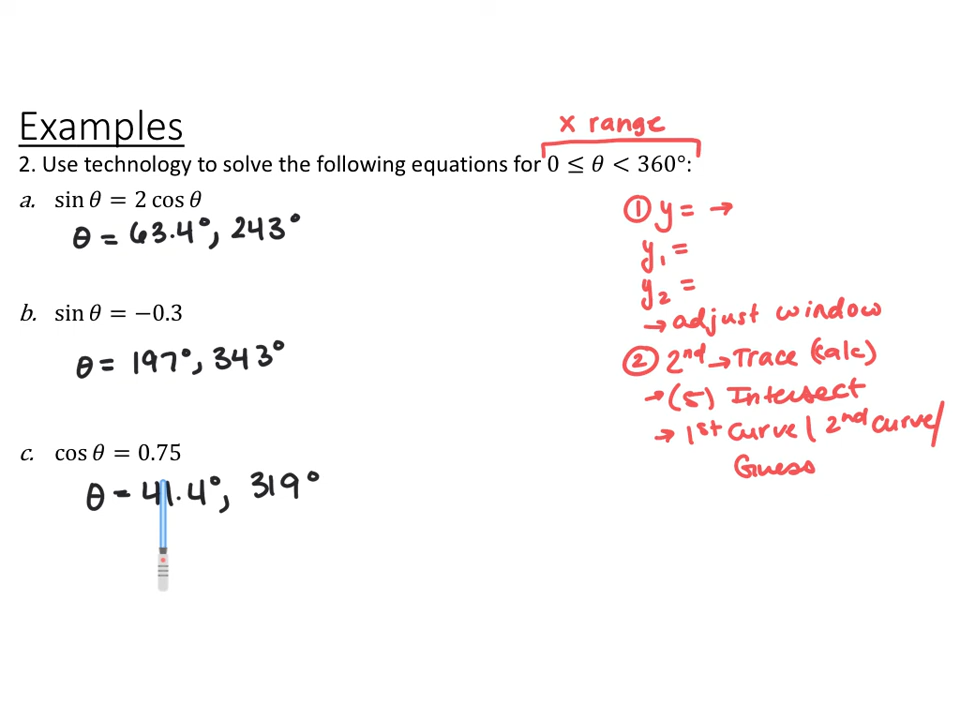 Examples
x range
2. Use technology to solve the following equations for 0 ≤ θ < 360°:
a. sin θ = 2 cos θ
θ = 63.4°, 243°
b. sin θ = −0.3
θ = 197°, 343°
c. cos θ = 0.75
θ = 41.4°, 319°
① y = →
y₁ =
y₂ =
→ adjust window
② 2nd → Trace (calc)
→ (5) Intersect
→ 1st curve / 2nd curve /
Guess